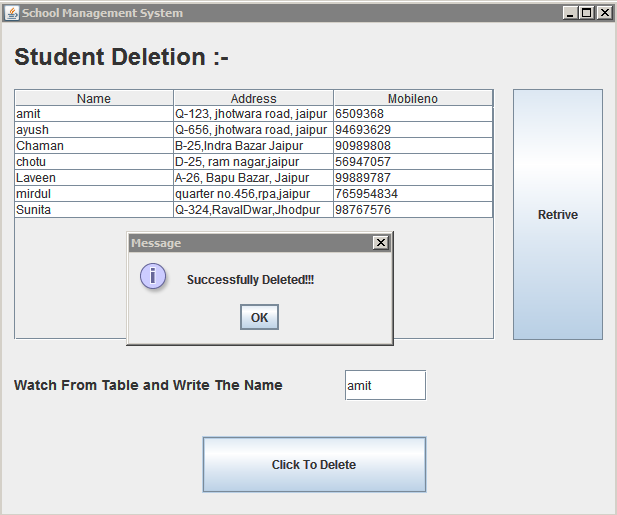 School Management System
Student Deletion :-
Name Address Mobileno
amit Q-123, jhotwara road, jaipur 6509368
ayush Q-656, jhotwara road, jaipur 94693629
Chaman B-25,Indra Bazar Jaipur 90989808
chotu D-25, ram nagar,jaipur 56947057
Laveen A-26, Bapu Bazar, Jaipur 99889787
mirdul quarter no.456,rpa,jaipur 765954834
Sunita Q-324,RavalDwar,Jhodpur 98767576
Retrive
Message
Successfully Deleted!!!
OK
Watch From Table and Write The Name amit
Click To Delete